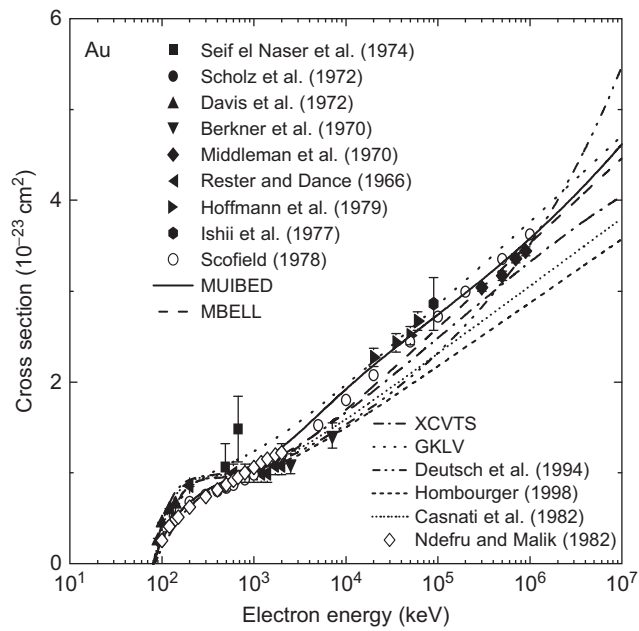 Au
Seif el Naser et al. (1974)
Scholz et al. (1972)
Davis et al. (1972)
Berkner et al. (1970)
Middleman et al. (1970)
Rester and Dance (1966)
Hoffmann et al. (1979)
Ishii et al. (1977)
Scofield (1978)
MUIBED
MBELL
XCVTS
GKLV
Deutsch et al. (1994)
Hombourger (1998)
Casnati et al. (1982)
Ndefru and Malik (1982)
Cross section (10⁻²³ cm²)
6
4
2
0
10¹ 10² 10³ 10⁴ 10⁵ 10⁶ 10⁷
Electron energy (keV)